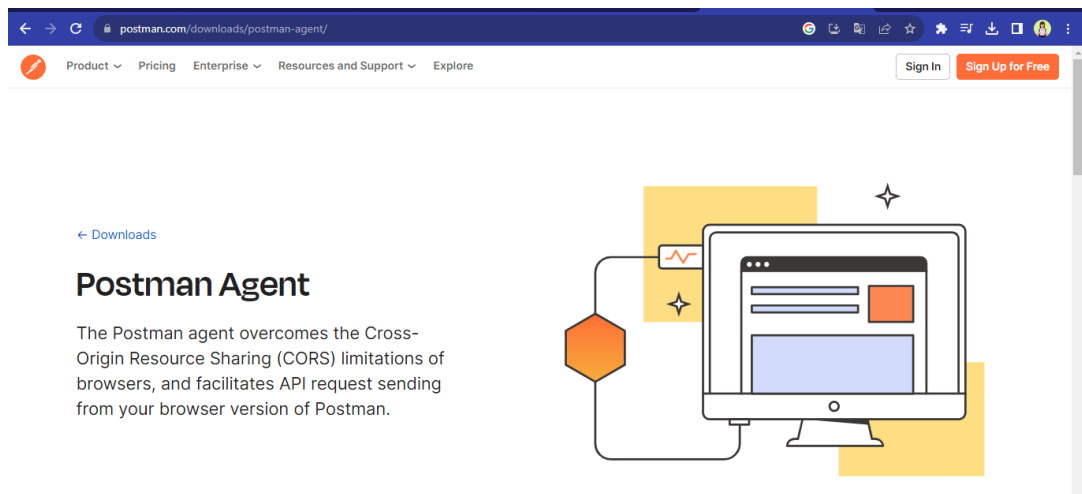 postman.com/downloads/postman-agent/
Product Pricing Enterprise Resources and Support Explore Sign In Sign Up for Free
← Downloads
Postman Agent
The Postman agent overcomes the Cross-
Origin Resource Sharing (CORS) limitations of
browsers, and facilitates API request sending
from your browser version of Postman.